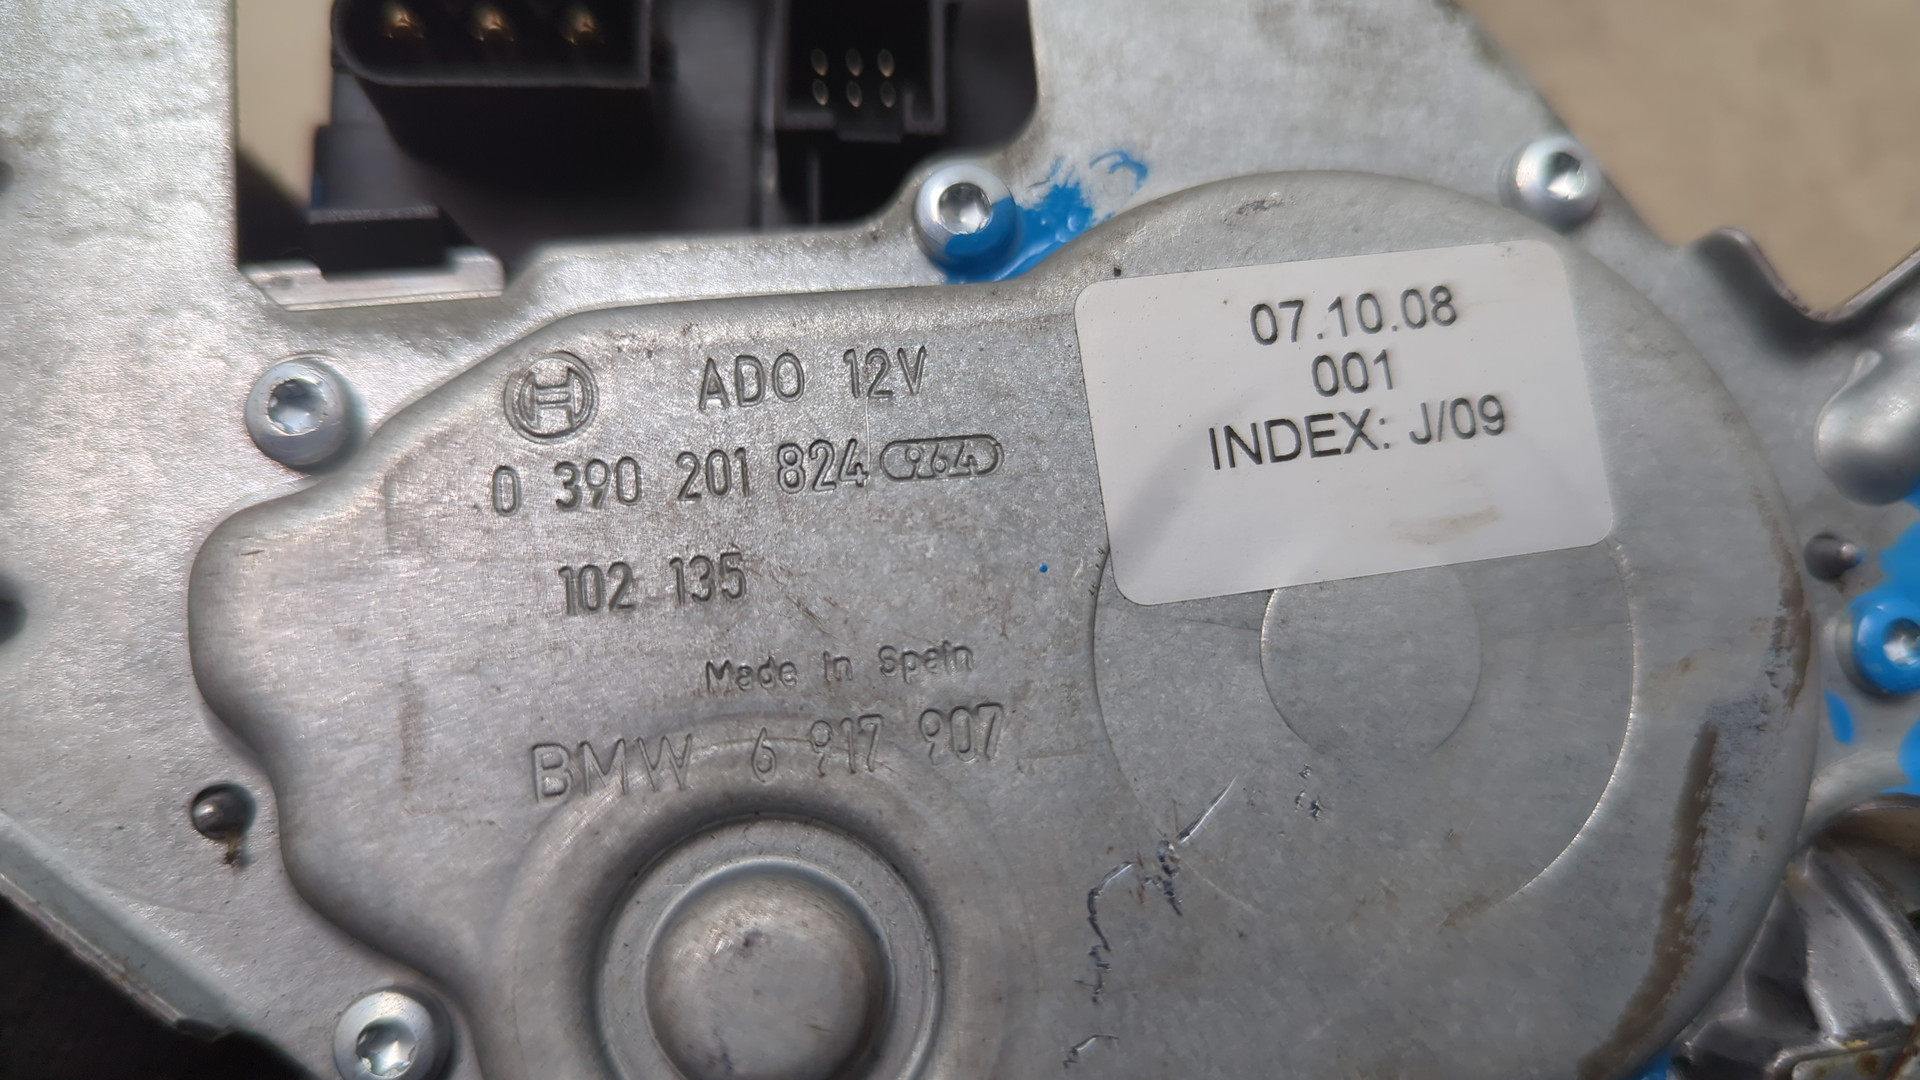 ADO 12V
0 390 201 824 964
102 135
Made in Spain
BMW 6 917 907
07.10.08
001
INDEX: J/09